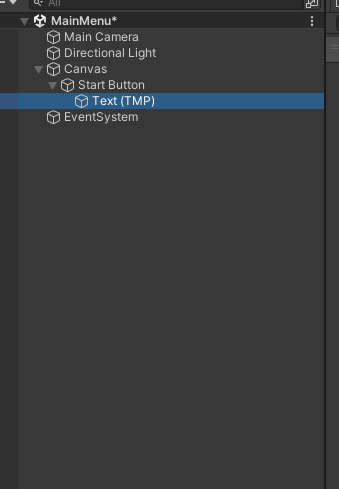 All
MainMenu*
Main Camera
Directional Light
Canvas
Start Button
Text (TMP)
EventSystem